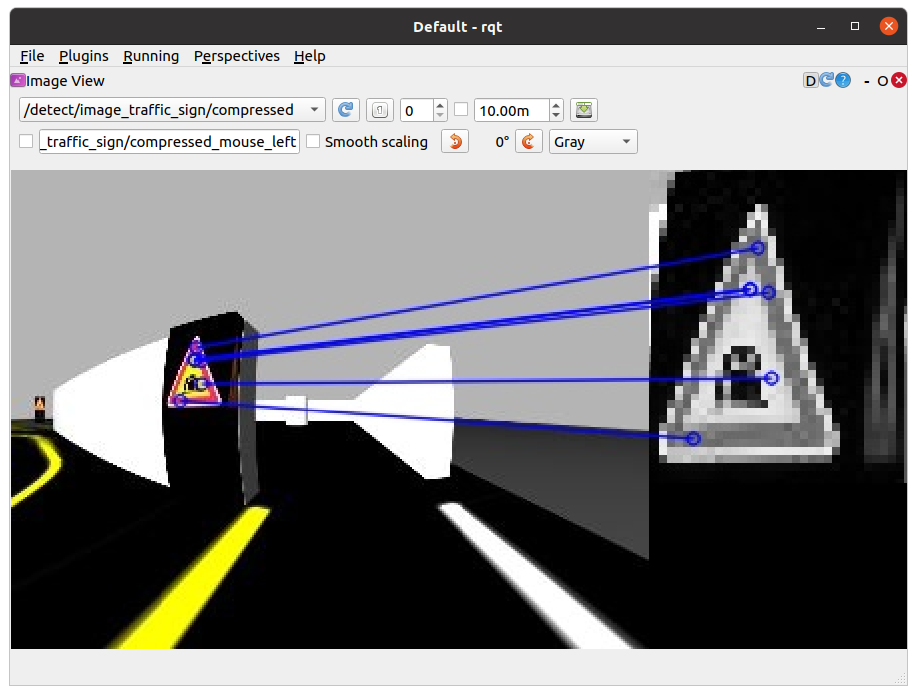 Default - rqt
File Plugins Running Perspectives Help
Image View D - O
/detect/image_traffic_sign/compressed 0 10.00m
_traffic_sign/compressed_mouse_left Smooth scaling 0° Gray